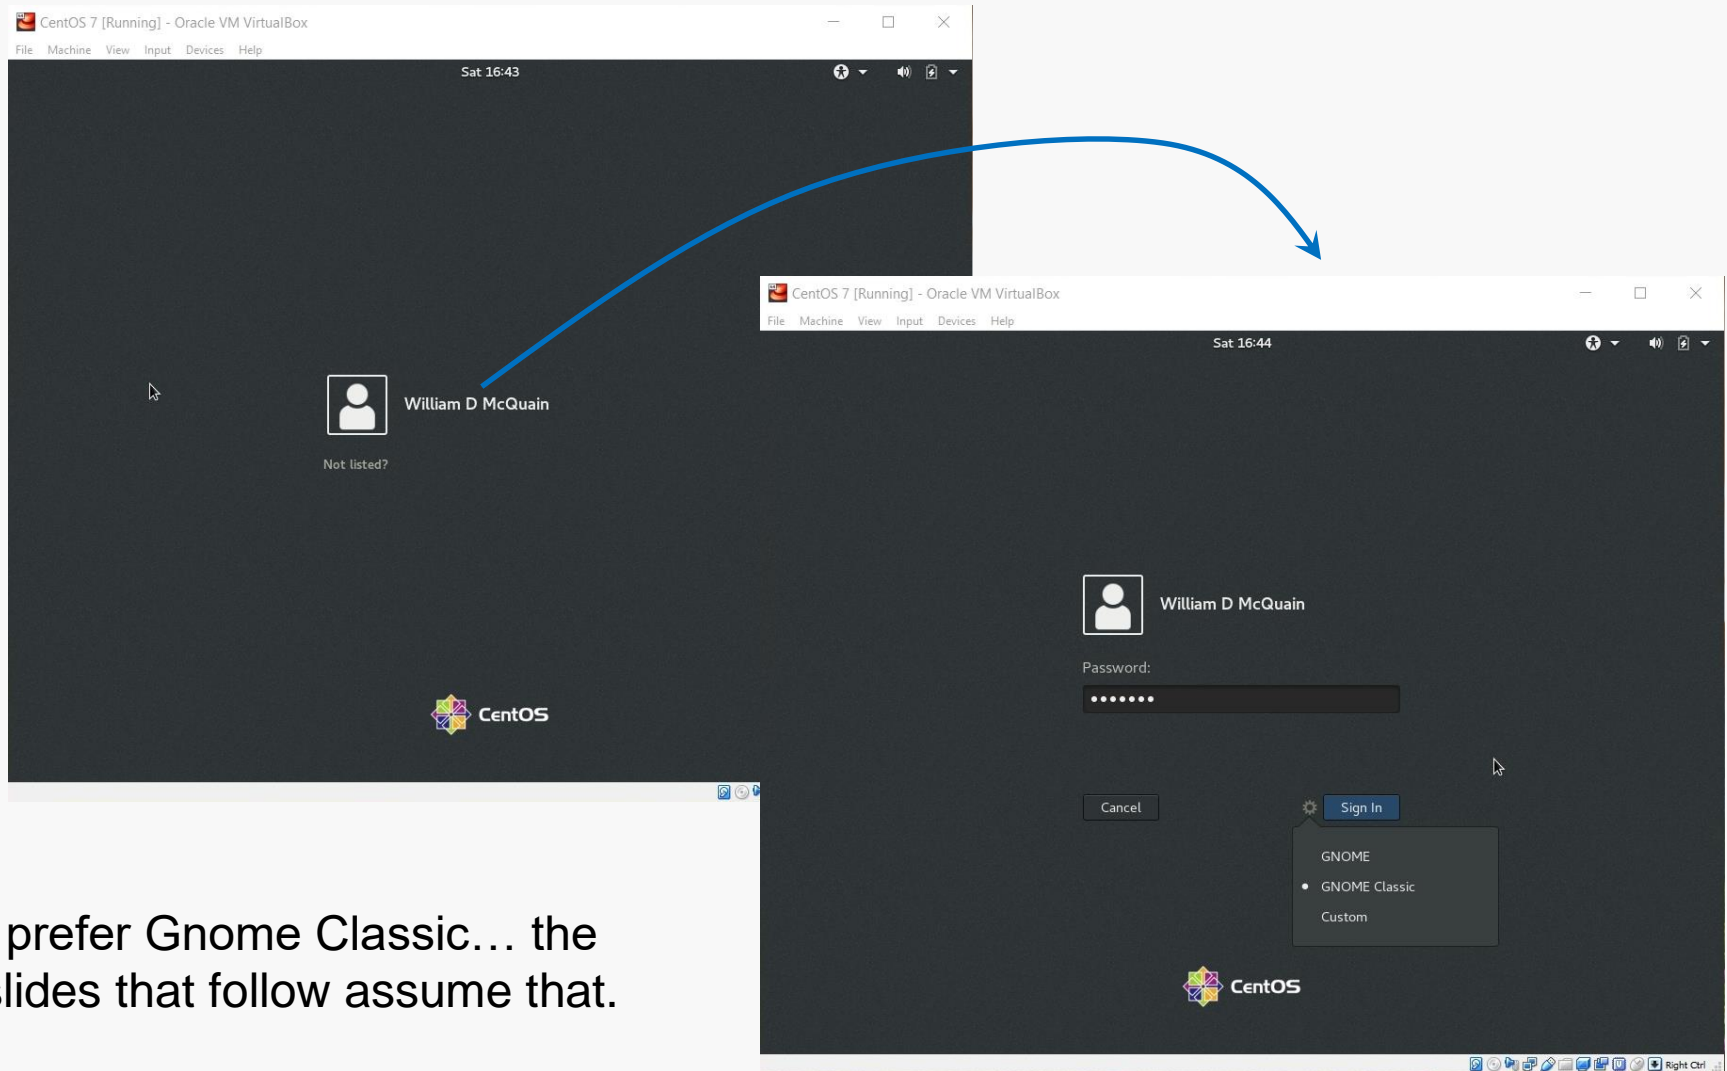 CentOS 7 [Running] - Oracle VM VirtualBox
File Machine View Input Devices Help
Sat 16:43
William D McQuain
Not listed?
CentOS
CentOS 7 [Running] - Oracle VM VirtualBox
File Machine View Input Devices Help
Sat 16:44
William D McQuain
Password:
Cancel
Sign In
GNOME
GNOME Classic
Custom
CentOS
Right Ctrl
prefer Gnome Classic… the
slides that follow assume that.